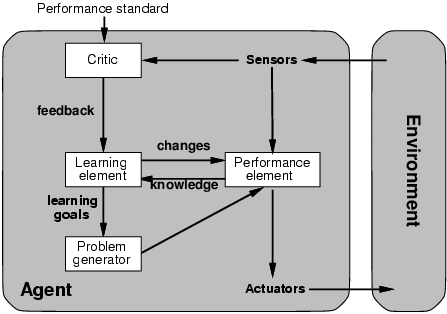 Performance standard
Critic
Sensors
feedback
changes
Learning
element
Performance
element
knowledge
learning
goals
Problem
generator
Agent
Actuators
Environment